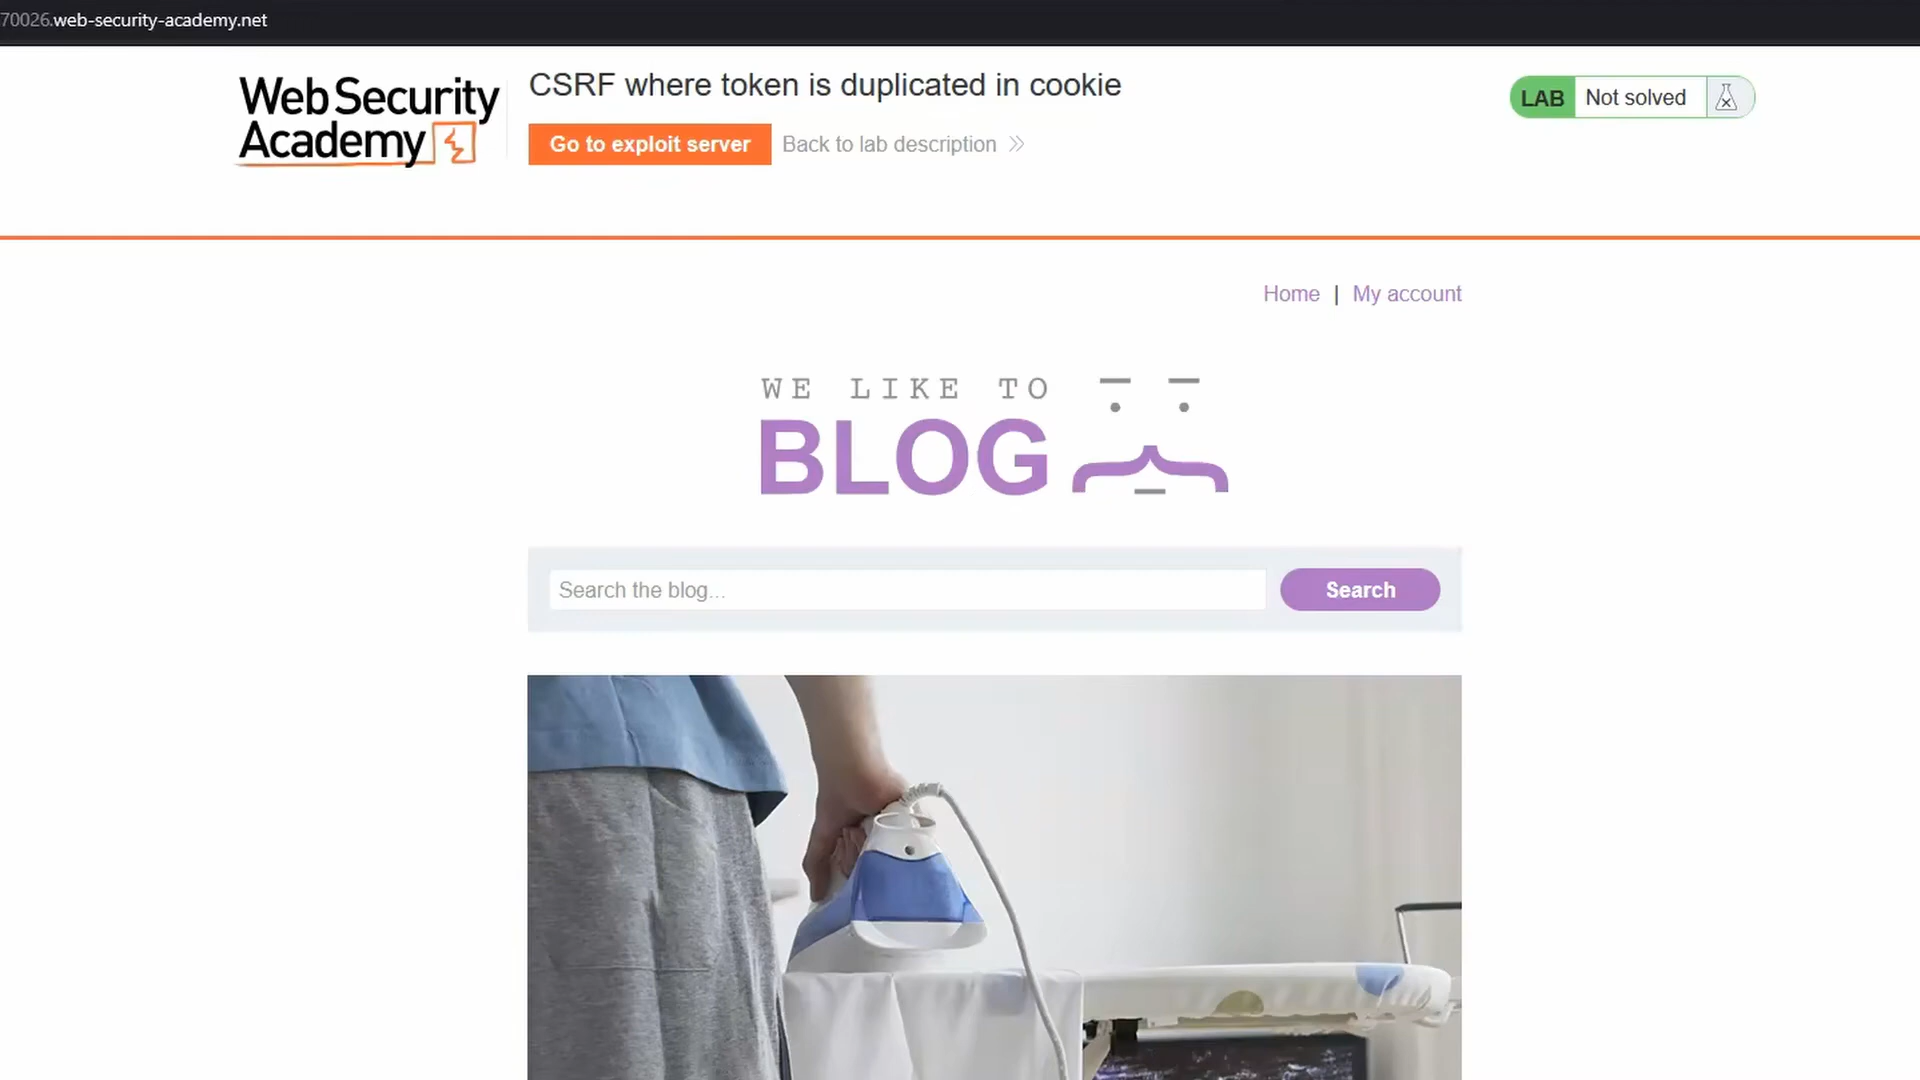 70026.web-security-academy.net
Web Security
Academy
CSRF where token is duplicated in cookie
LAB Not solved
Go to exploit server Back to lab description
Home | My account
WE LIKE TO
BLOG
Search the blog... Search